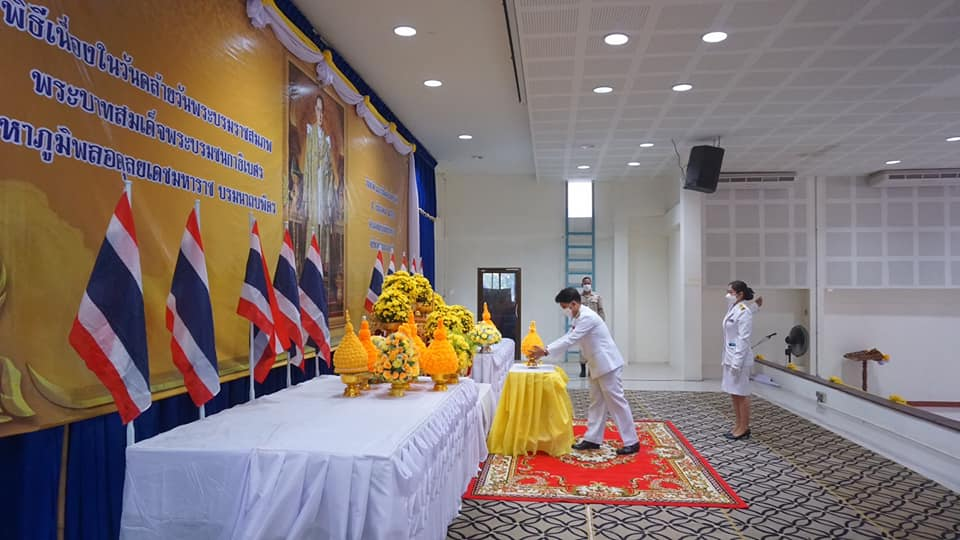 พิธีเนื่องในวันคล้ายวันพระบรมราชสมภพ
พระบาทสมเด็จพระบรมชนกาธิเบศร
หาภูมิพลอดุลยเดชมหาราช บรมนาถบพิตร